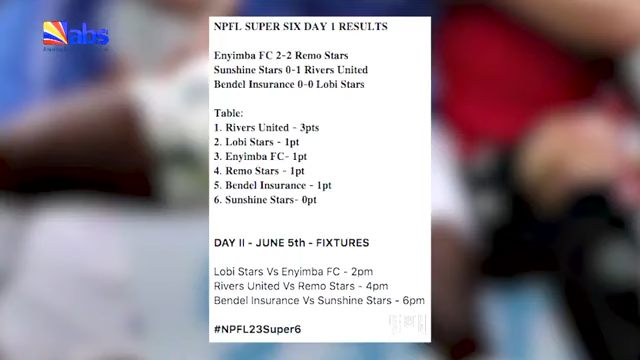 abs
NPFL SUPER SIX DAY 1 RESULTS
Enyimba FC 2-2 Remo Stars
Sunshine Stars 0-1 Rivers United
Bendel Insurance 0-0 Lobi Stars
Table:
1. Rivers United - 3pts
2. Lobi Stars - 1pt
3. Enyimba FC- 1pt
4. Remo Stars - 1pt
5. Bendel Insurance - 1pt
6. Sunshine Stars- 0pt
DAY II - JUNE 5th - FIXTURES
Lobi Stars Vs Enyimba FC - 2pm
Rivers United Vs Remo Stars - 4pm
Bendel Insurance Vs Sunshine Stars - 6pm
#NPFL23Super6